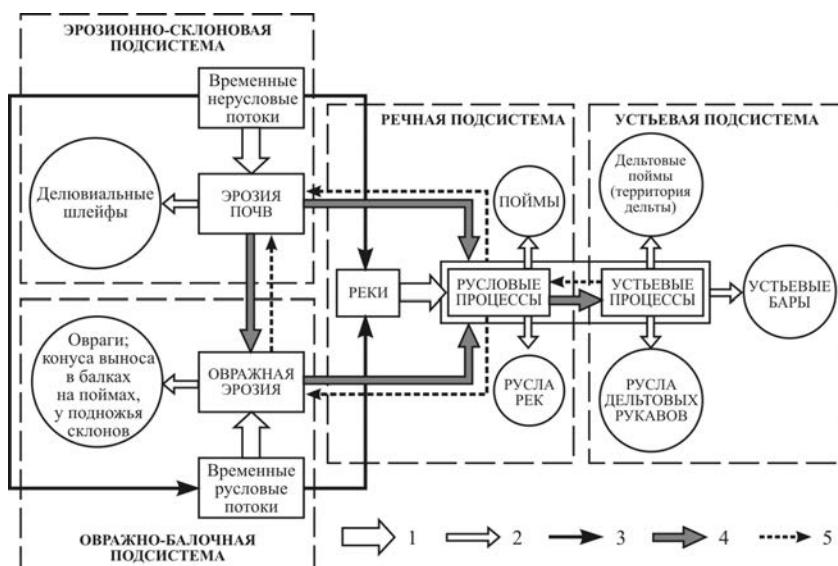 ЭРОЗИОННО-СКЛОНОВАЯ
ПОДСИСТЕМА
Временные
нерусловые
потоки
Делювиальные
шлейфы
ЭРОЗИЯ
ПОЧВ
Овраги;
конуса выноса
в балках
на поймах,
у подножья
склонов
ОВРАЖНАЯ
ЭРОЗИЯ
Временные
русловые
потоки
ОВРАЖНО-БАЛОЧНАЯ
ПОДСИСТЕМА
РЕЧНАЯ ПОДСИСТЕМА
ПОЙМЫ
РЕКИ
РУСЛОВЫЕ
ПРОЦЕССЫ
РУСЛА
РЕК
УСТЬЕВАЯ ПОДСИСТЕМА
Дельтовые
поймы
(территория
дельты)
УСТЬЕВЫЕ
ПРОЦЕССЫ
УСТЬЕВЫЕ
БАРЫ
РУСЛА
ДЕЛЬТОВЫХ
РУКАВОВ
1 2 3 4 5